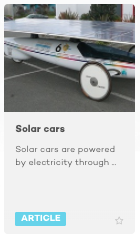 Solar cars
Solar cars are powered
by electricity through ..
ARTICLE